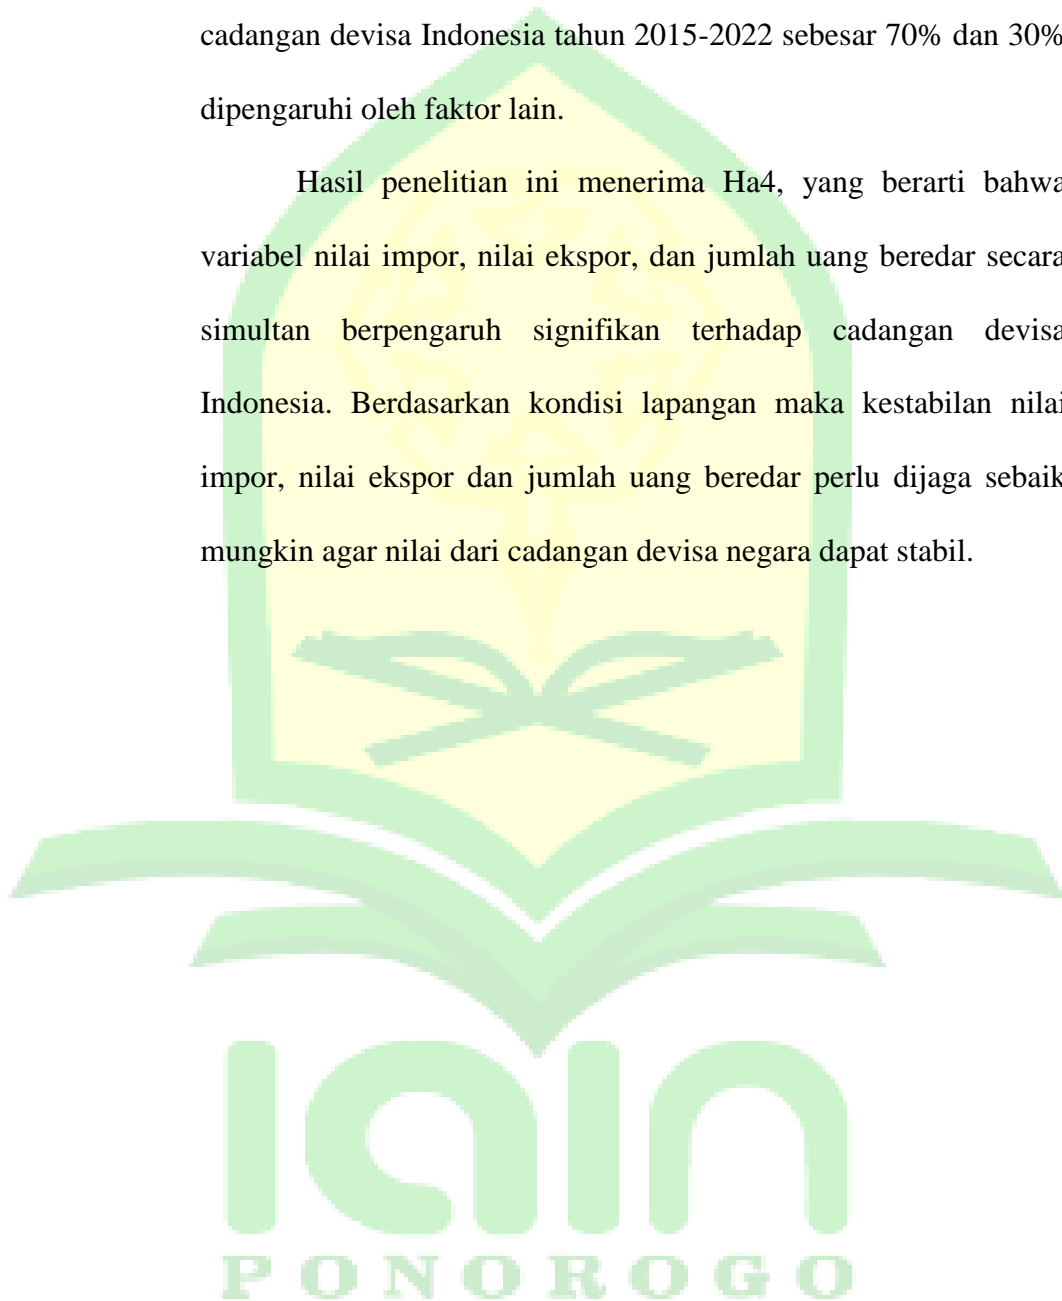 cadangan devisa Indonesia tahun 2015-2022 sebesar 70% dan 30%
dipengaruhi oleh faktor lain.
Hasil penelitian ini menerima Ha4, yang berarti bahwa
variabel nilai impor, nilai ekspor, dan jumlah uang beredar secara
simultan berpengaruh signifikan terhadap cadangan devisa
Indonesia. Berdasarkan kondisi lapangan maka kestabilan nilai
impor, nilai ekspor dan jumlah uang beredar perlu dijaga sebaik
mungkin agar nilai dari cadangan devisa negara dapat stabil.
iain
PONOROGO